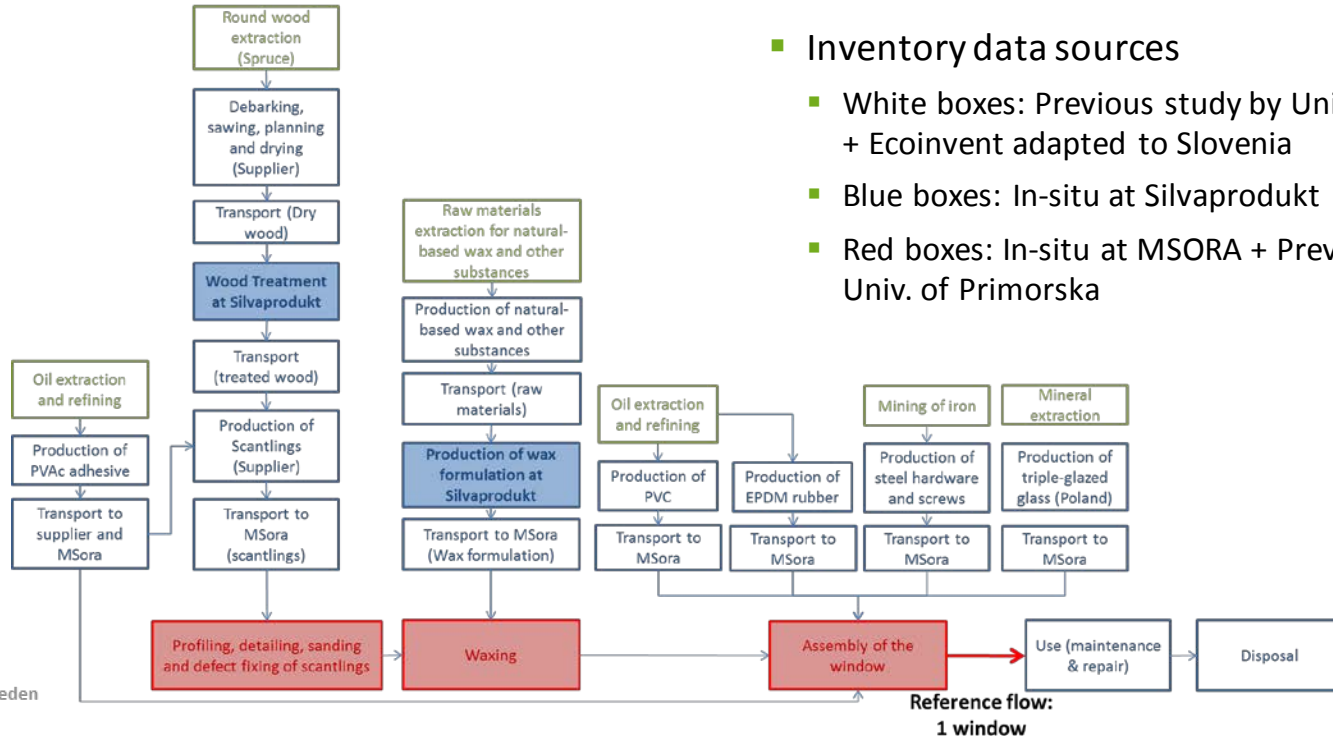 Round wood
extraction
(Spruce)
Debarking,
sawing, planning
and drying
(Supplier)
Transport (Dry
wood)
Wood Treatment
at Silvaprodukt
Transport
(treated wood)
Production of
Scantlings
(Supplier)
Transport to
MSora
(scantlings)
Oil extraction
and refining
Production of
PVAc adhesive
Transport to
supplier and
MSora
Raw materials
extraction for natural-
based wax and other
substances
Production of natural-
based wax and other
substances
Transport (raw
materials)
Production of wax
formulation at
Silvaprodukt
Transport to MSora
(Wax formulation)
Oil extraction
and refining
Production of
PVC
Transport to
MSora
Production of
EPDM rubber
Transport to
MSora
Mining of iron
Production of
steel hardware
and screws
Transport to
MSora
Mineral
extraction
Production of
triple-glazed
glass (Poland)
Transport to
MSora
Profiling, detailing, sanding
and defect fixing of scantlings
Waxing
Assembly of the
window
Use (maintenance
& repair)
Disposal
Reference flow:
1 window
▪ Inventory data sources
▪ White boxes: Previous study by Uni
+ Ecoinvent adapted to Slovenia
▪ Blue boxes: In-situ at Silvaprodukt
▪ Red boxes: In-situ at MSORA + Prev
Univ. of Primorska
eden